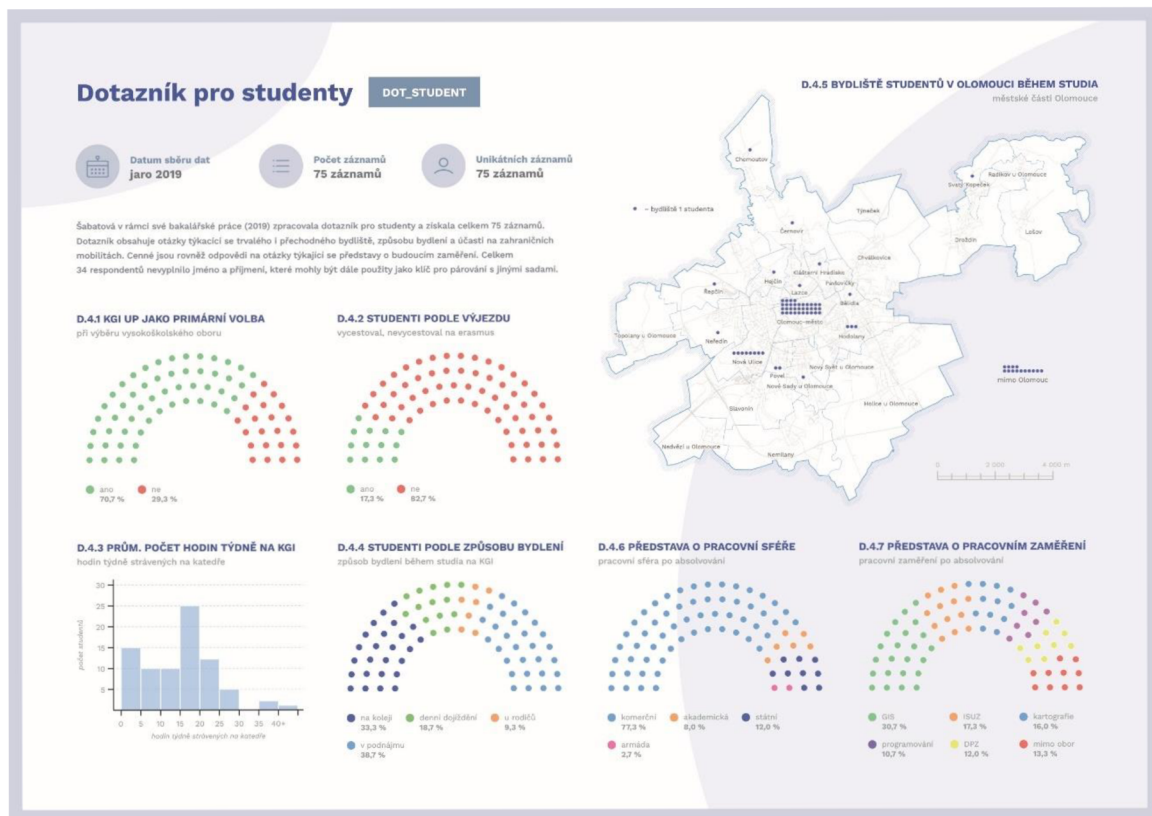 Dotazník pro studenty
DOT_STUDENT
Datum sběru dat
jaro 2019
Počet záznamů
75 záznamů
Unikátních záznamů
75 záznamů
Šabatová v rámci své bakalářské práce (2019) zpracovala dotazník pro studenty a získala celkem 75 záznamů.
Dotazník obsahuje otázky týkající se trvalého i přechodného bydliště, způsobu bydlení a účasti na zahraničních
mobilitách. Cenné jsou rovněž odpovědi na otázky týkající se představy o budoucím zaměření. Celkem
34 respondentů nevyplnilo jméno a příjmení, které mohly být dále použity jako klíč pro párování s jinými sadami.
D.4.5 BYDLIŠTĚ STUDENTŮ V OLOMOUCI BĚHEM STUDIA
městské části Olomouce
– bydliště 1 studenta
Chomoutov
Svatý Kopeček
Radíkov u Olomouce
Týneček
Lošov
Černovír
Droždín
Chválkovice
Klášterní Hradisko
Hejčín
Pavlovičky
Lazce
Řepčín
Bělidla
Olomouc-město
Neředín
Hodolany
Nová Ulice
Nový Svět u Olomouce
Povel
Nové Sady u Olomouce
mimo Olomouc
Slavonín
Holice u Olomouce
Nedvězí u Olomouce
Nemilany
0 2 000 4 000 m
D.4.1 KGI UP JAKO PRIMÁRNÍ VOLBA
při výběru vysokoškolského oboru
ano
70,7 %
ne
29,3 %
D.4.2 STUDENTI PODLE VÝJEZDU
vycestoval, nevycestoval na erasmus
ano
17,3 %
ne
82,7 %
D.4.3 PRŮM. POČET HODIN TÝDNĚ NA KGI
hodin týdně strávených na katedře
počet studentů
30
25
20
15
10
5
0 5 10 15 20 25 30 35 40+
hodin týdně strávených na katedře
D.4.4 STUDENTI PODLE ZPŮSOBU BYDLENÍ
způsob bydlení během studia na KGI
na koleji
33,3 %
denní dojíždění
18,7 %
u rodičů
9,3 %
v podnájmu
38,7 %
D.4.6 PŘEDSTAVA O PRACOVNÍ SFÉŘE
pracovní sféra po absolvování
komerční
77,3 %
akademická
8,0 %
státní
12,0 %
armáda
2,7 %
D.4.7 PŘEDSTAVA O PRACOVNÍM ZAMĚŘENÍ
pracovní zaměření po absolvování
GIS
30,7 %
ISUZ
17,3 %
kartografie
16,0 %
programování
10,7 %
DPZ
12,0 %
mimo obor
13,3 %